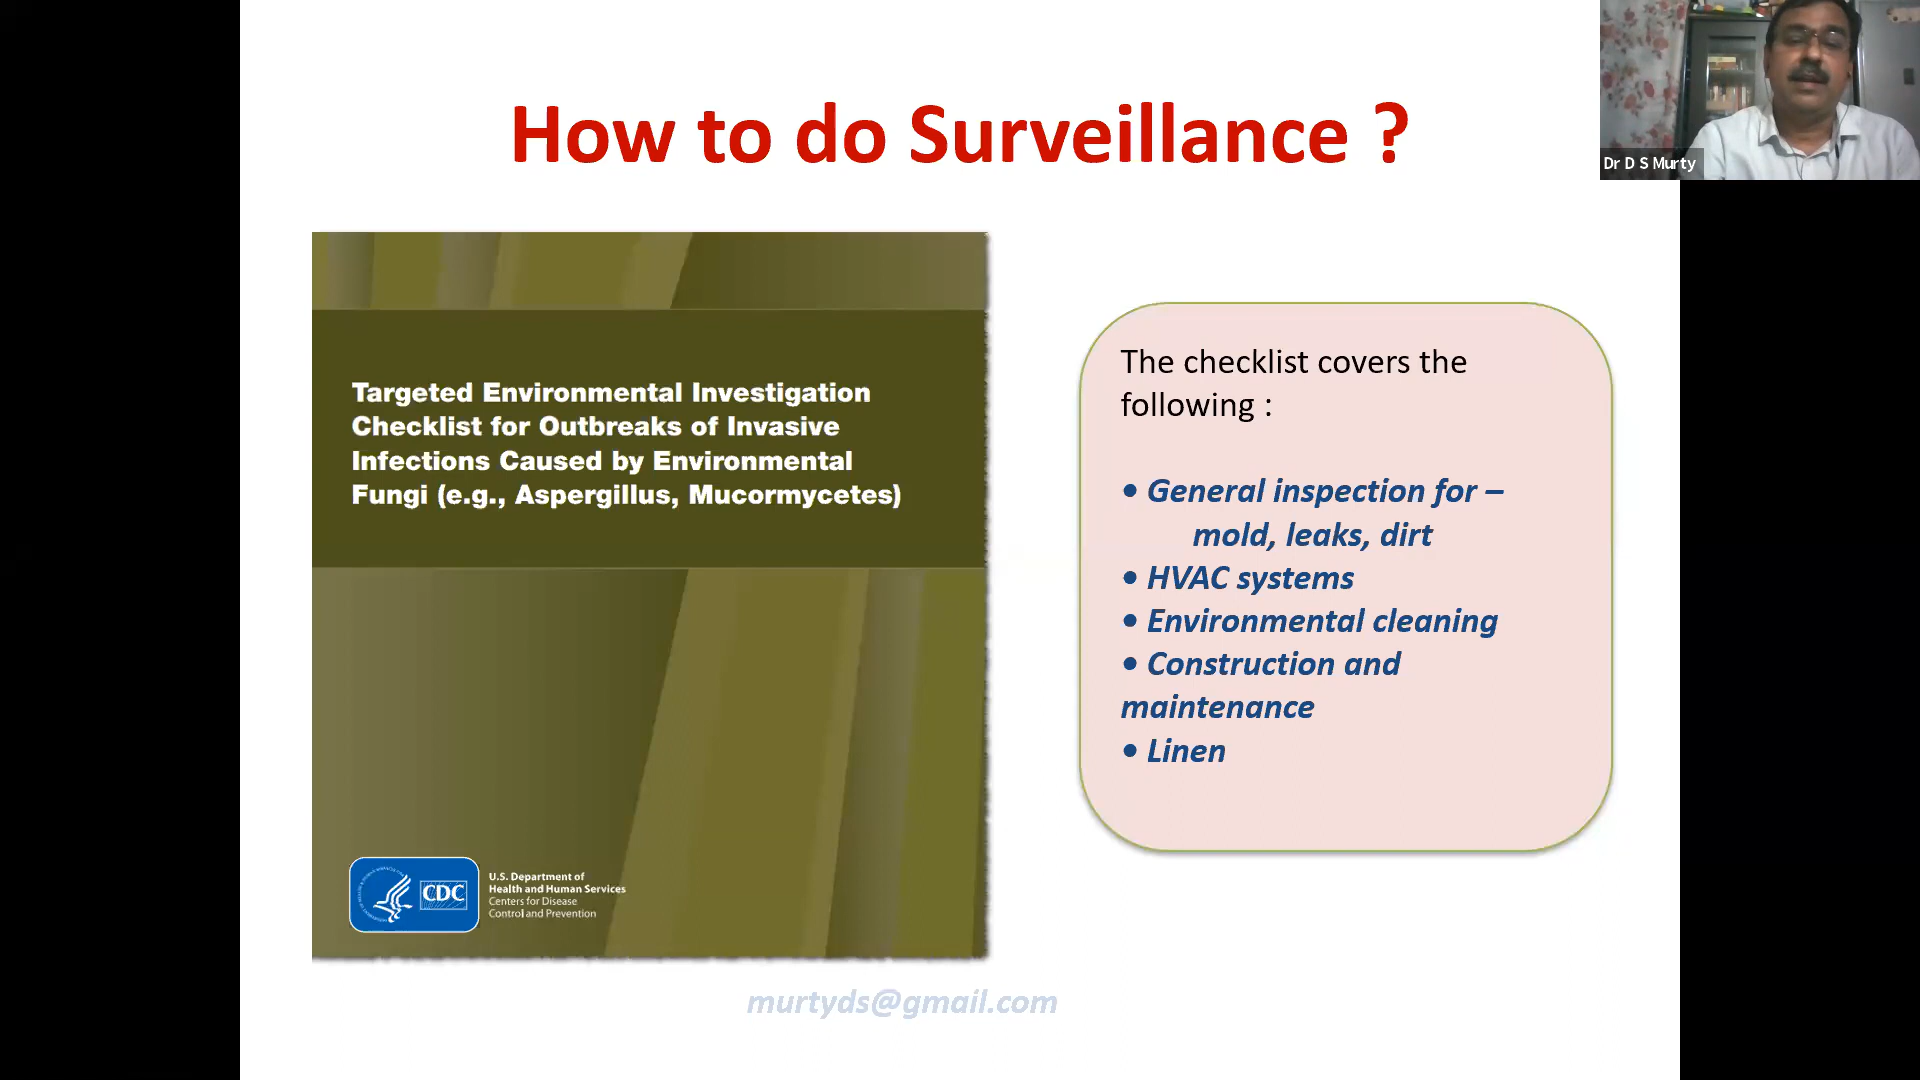 How to do Surveillance ?
Dr D S Murty
Targeted Environmental Investigation
Checklist for Outbreaks of Invasive
Infections Caused by Environmental
Fungi (e.g., Aspergillus, Mucormycetes)
CDC
U.S. Department of
Health and Human Services
Centers for Disease
Control and Prevention
The checklist covers the
following :
• General inspection for –
mold, leaks, dirt
• HVAC systems
• Environmental cleaning
• Construction and
maintenance
• Linen
murtyds@gmail.com